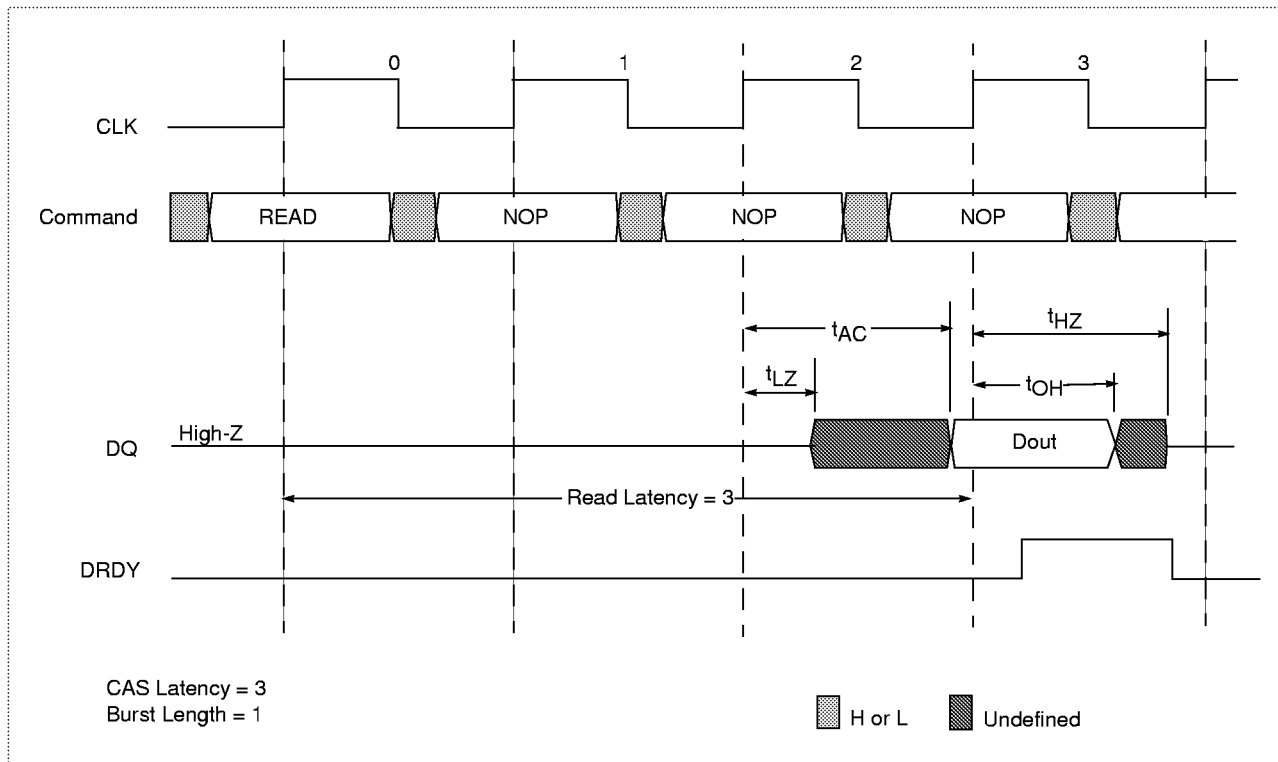 0 1 2 3
CLK
Command READ NOP NOP NOP
tAC tHZ
tLZ tOH
DQ High-Z Dout
Read Latency = 3
DRDY
CAS Latency = 3
Burst Length = 1
H or L Undefined